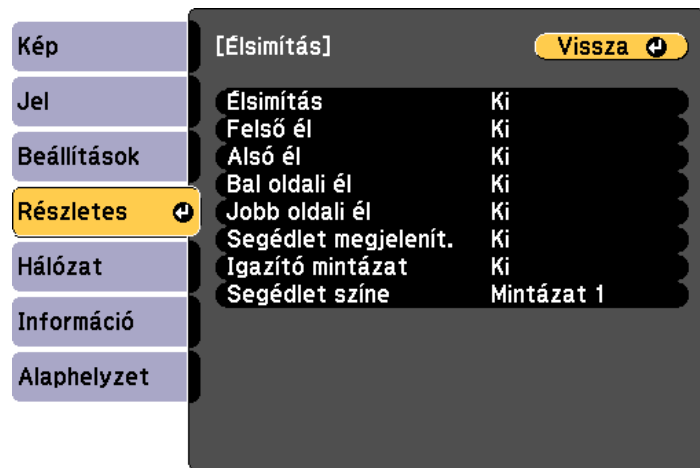 Kép
Jel
Beállítások
Részletes
Hálózat
Információ
Alaphelyzet
[Élsimítás] Vissza
Élsimítás Ki
Felső él Ki
Alsó él Ki
Bal oldali él Ki
Jobb oldali él Ki
Segédlet megjelenít. Ki
Igazító mintázat Ki
Segédlet színe Mintázat 1